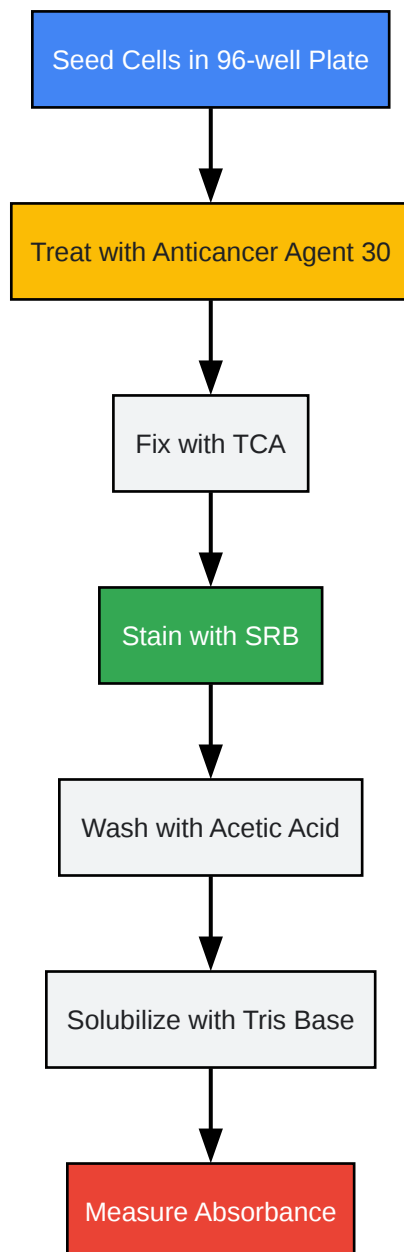 Seed Cells in 96-well Plate
Treat with Anticancer Agent 30
Fix with TCA
Stain with SRB
Wash with Acetic Acid
Solubilize with Tris Base
Measure Absorbance